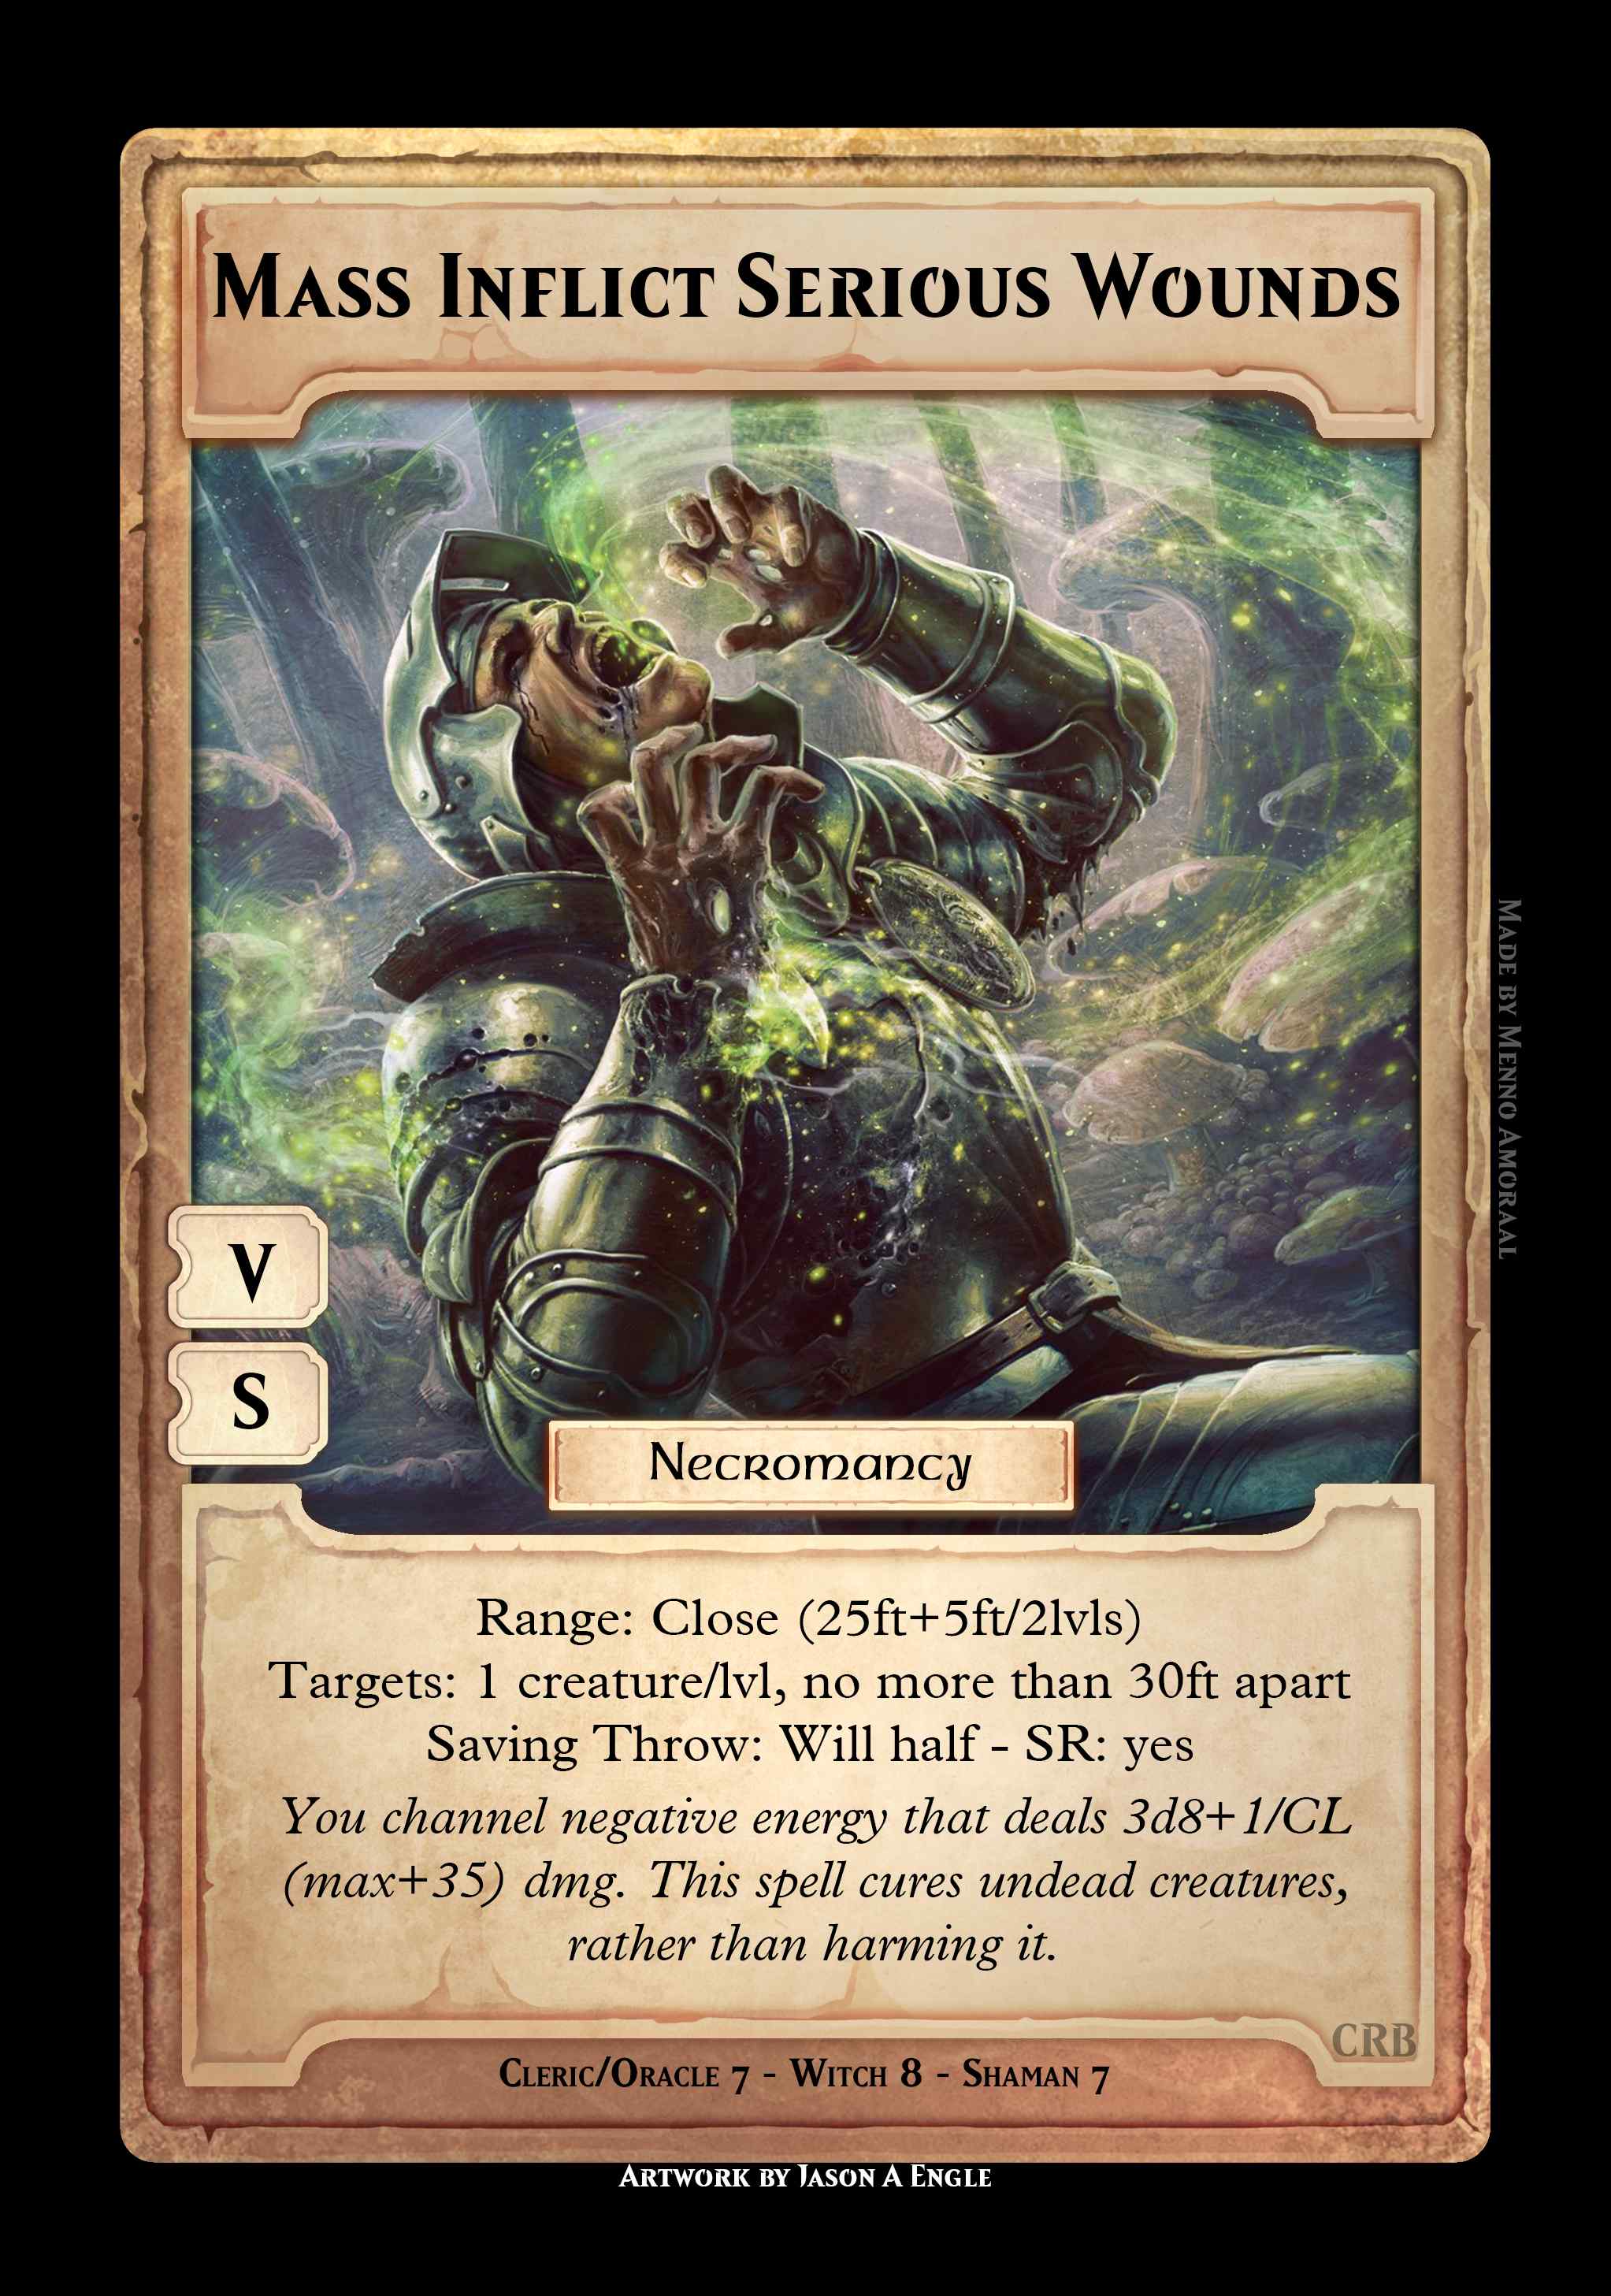 Mass Inflict Serious Wounds
V
S
Necromancy
Range: Close (25ft+5ft/2lvls)
Targets: 1 creature/lvl, no more than 30ft apart
Saving Throw: Will half - SR: yes
You channel negative energy that deals 3d8+1/CL
(max+35) dmg. This spell cures undead creatures,
rather than harming it.
CRB
Cleric/Oracle 7 - Witch 8 - Shaman 7
Artwork by Jason A Engle
Made by Menno Amoraal